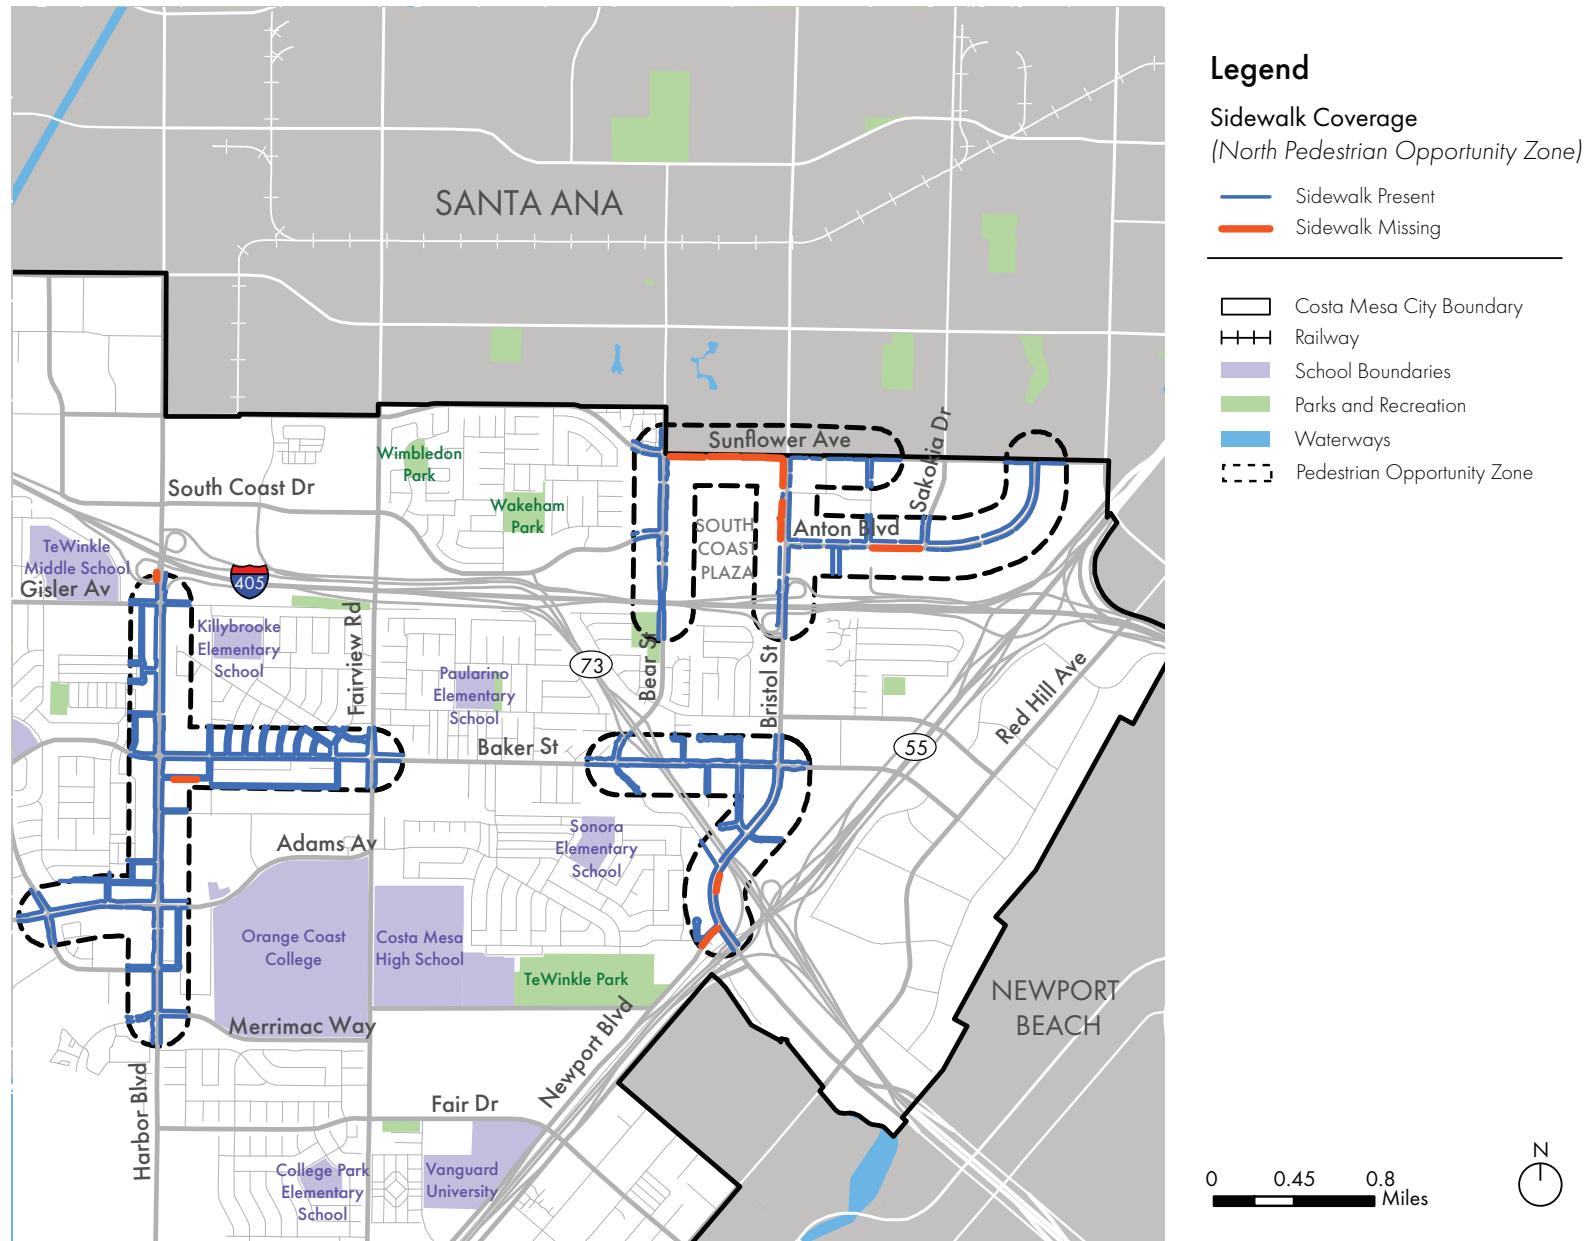 Legend
Sidewalk Coverage
(North Pedestrian Opportunity Zone)
Sidewalk Present
Sidewalk Missing
Costa Mesa City Boundary
Railway
School Boundaries
Parks and Recreation
Waterways
Pedestrian Opportunity Zone
SANTA ANA
Sunflower Ave
Sakokia Dr
Wimbledon
Park
South Coast Dr
Wakeham
Park
SOUTH
COAST
PLAZA
Anton Blvd
TeWinkle
Middle School
Gisler Av
405
Killybrooke
Elementary
School
Fairview Rd
73
Bear St
Paularino
Elementary
School
Bristol St
Red Hill Ave
55
Baker St
Adams Av
Sonora
Elementary
School
Orange Coast
College
Costa Mesa
High School
TeWinkle Park
NEWPORT
BEACH
Merrimac Way
Newport Blvd
Harbor Blvd
Fair Dr
College Park
Elementary
School
Vanguard
University
N
0 0.45 0.8
Miles